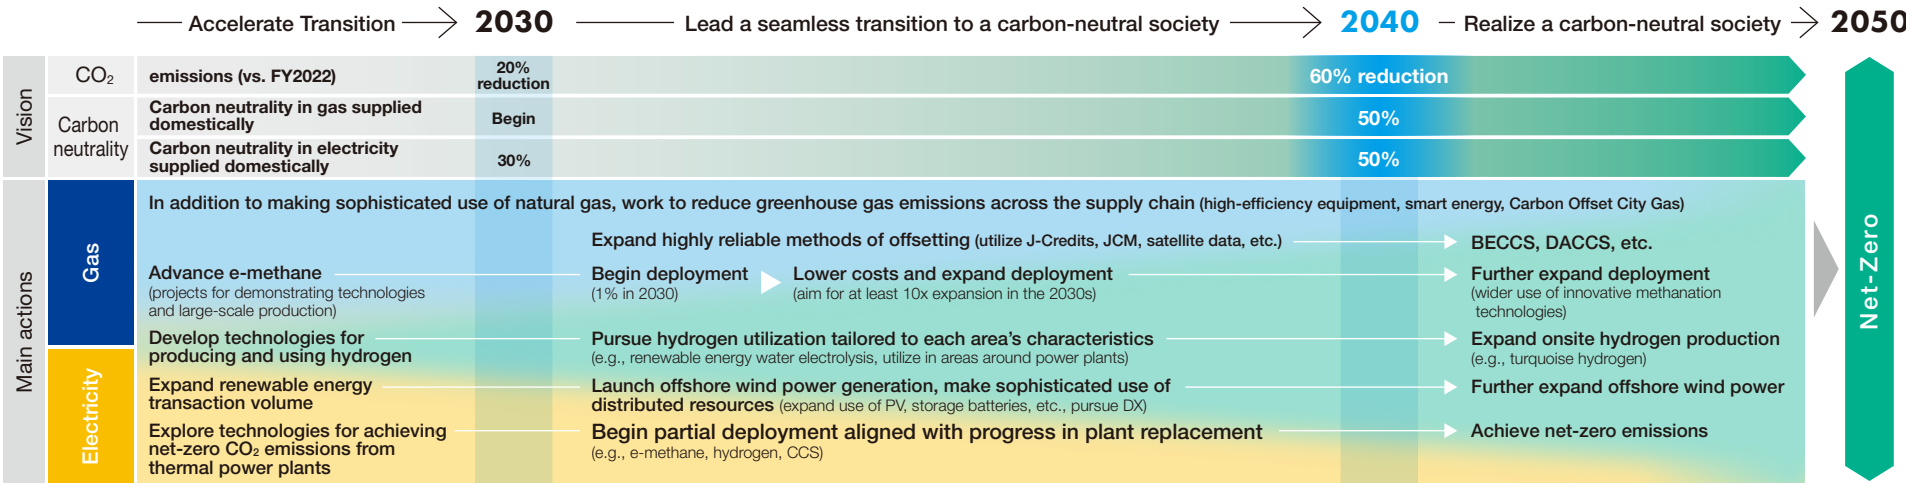 Accelerate Transition 2030 Lead a seamless transition to a carbon-neutral society 2040 Realize a carbon-neutral society 2050
Vision
CO₂
emissions (vs. FY2022)
20%
reduction
60% reduction
Carbon
neutrality
Carbon neutrality in gas supplied
domestically
Begin
50%
Carbon neutrality in electricity
supplied domestically
30%
50%
Main actions
Gas
In addition to making sophisticated use of natural gas, work to reduce greenhouse gas emissions across the supply chain (high-efficiency equipment, smart energy, Carbon Offset City Gas)
Expand highly reliable methods of offsetting (utilize J-Credits, JCM, satellite data, etc.)
BECCS, DACCS, etc.
Advance e-methane
(projects for demonstrating technologies
and large-scale production)
Begin deployment
(1% in 2030)
Lower costs and expand deployment
(aim for at least 10x expansion in the 2030s)
Further expand deployment
(wider use of innovative methanation
technologies)
Develop technologies for
producing and using hydrogen
Pursue hydrogen utilization tailored to each area's characteristics
(e.g., renewable energy water electrolysis, utilize in areas around power plants)
Expand onsite hydrogen production
(e.g., turquoise hydrogen)
Electricity
Expand renewable energy
transaction volume
Launch offshore wind power generation, make sophisticated use of
distributed resources (expand use of PV, storage batteries, etc., pursue DX)
Further expand offshore wind power
Explore technologies for achieving
net-zero CO₂ emissions from
thermal power plants
Begin partial deployment aligned with progress in plant replacement
(e.g., e-methane, hydrogen, CCS)
Achieve net-zero emissions
Net-Zero